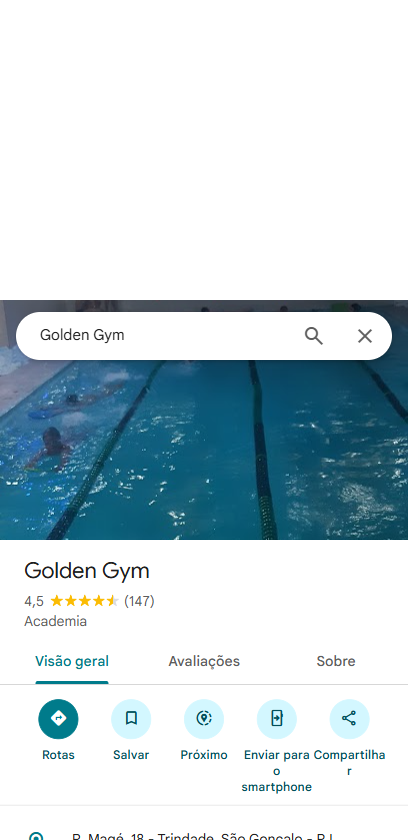 Golden Gym
Golden Gym
4,5 (147)
Academia
Visão geral Avaliações Sobre
Rotas Salvar Próximo Enviar para o smartphone Compartilhar
R. Magé, 18 - Trindade, São Gonçalo - RJ,